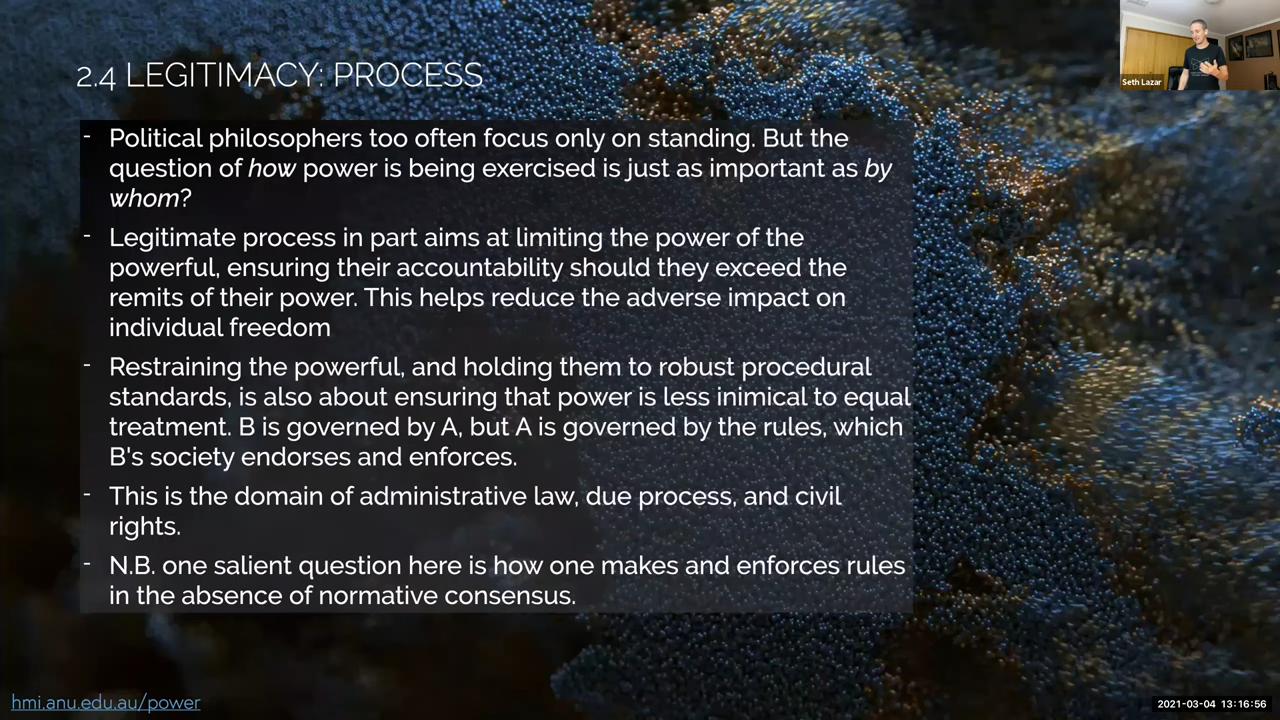 2.4 LEGITIMACY: PROCESS
Seth Lazar
- Political philosophers too often focus only on standing. But the
question of how power is being exercised is just as important as by
whom?
- Legitimate process in part aims at limiting the power of the
powerful, ensuring their accountability should they exceed the
remits of their power. This helps reduce the adverse impact on
individual freedom
- Restraining the powerful, and holding them to robust procedural
standards, is also about ensuring that power is less inimical to equal
treatment. B is governed by A, but A is governed by the rules, which
B's society endorses and enforces.
- This is the domain of administrative law, due process, and civil
rights.
- N.B. one salient question here is how one makes and enforces rules
in the absence of normative consensus.
hmi.anu.edu.au/power
2021-03-04 13:16:56